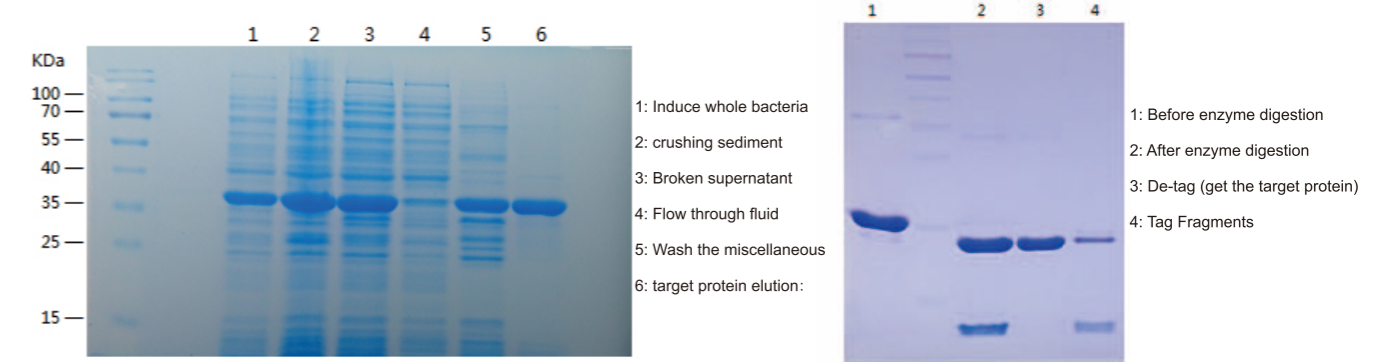 1 2 3 4 5 6
KDa
100
70
55
40
35
25
15
1: Induce whole bacteria
2: crushing sediment
3: Broken supernatant
4: Flow through fluid
5: Wash the miscellaneous
6: target protein elution:
1 2 3 4
1: Before enzyme digestion
2: After enzyme digestion
3: De-tag (get the target protein)
4: Tag Fragments